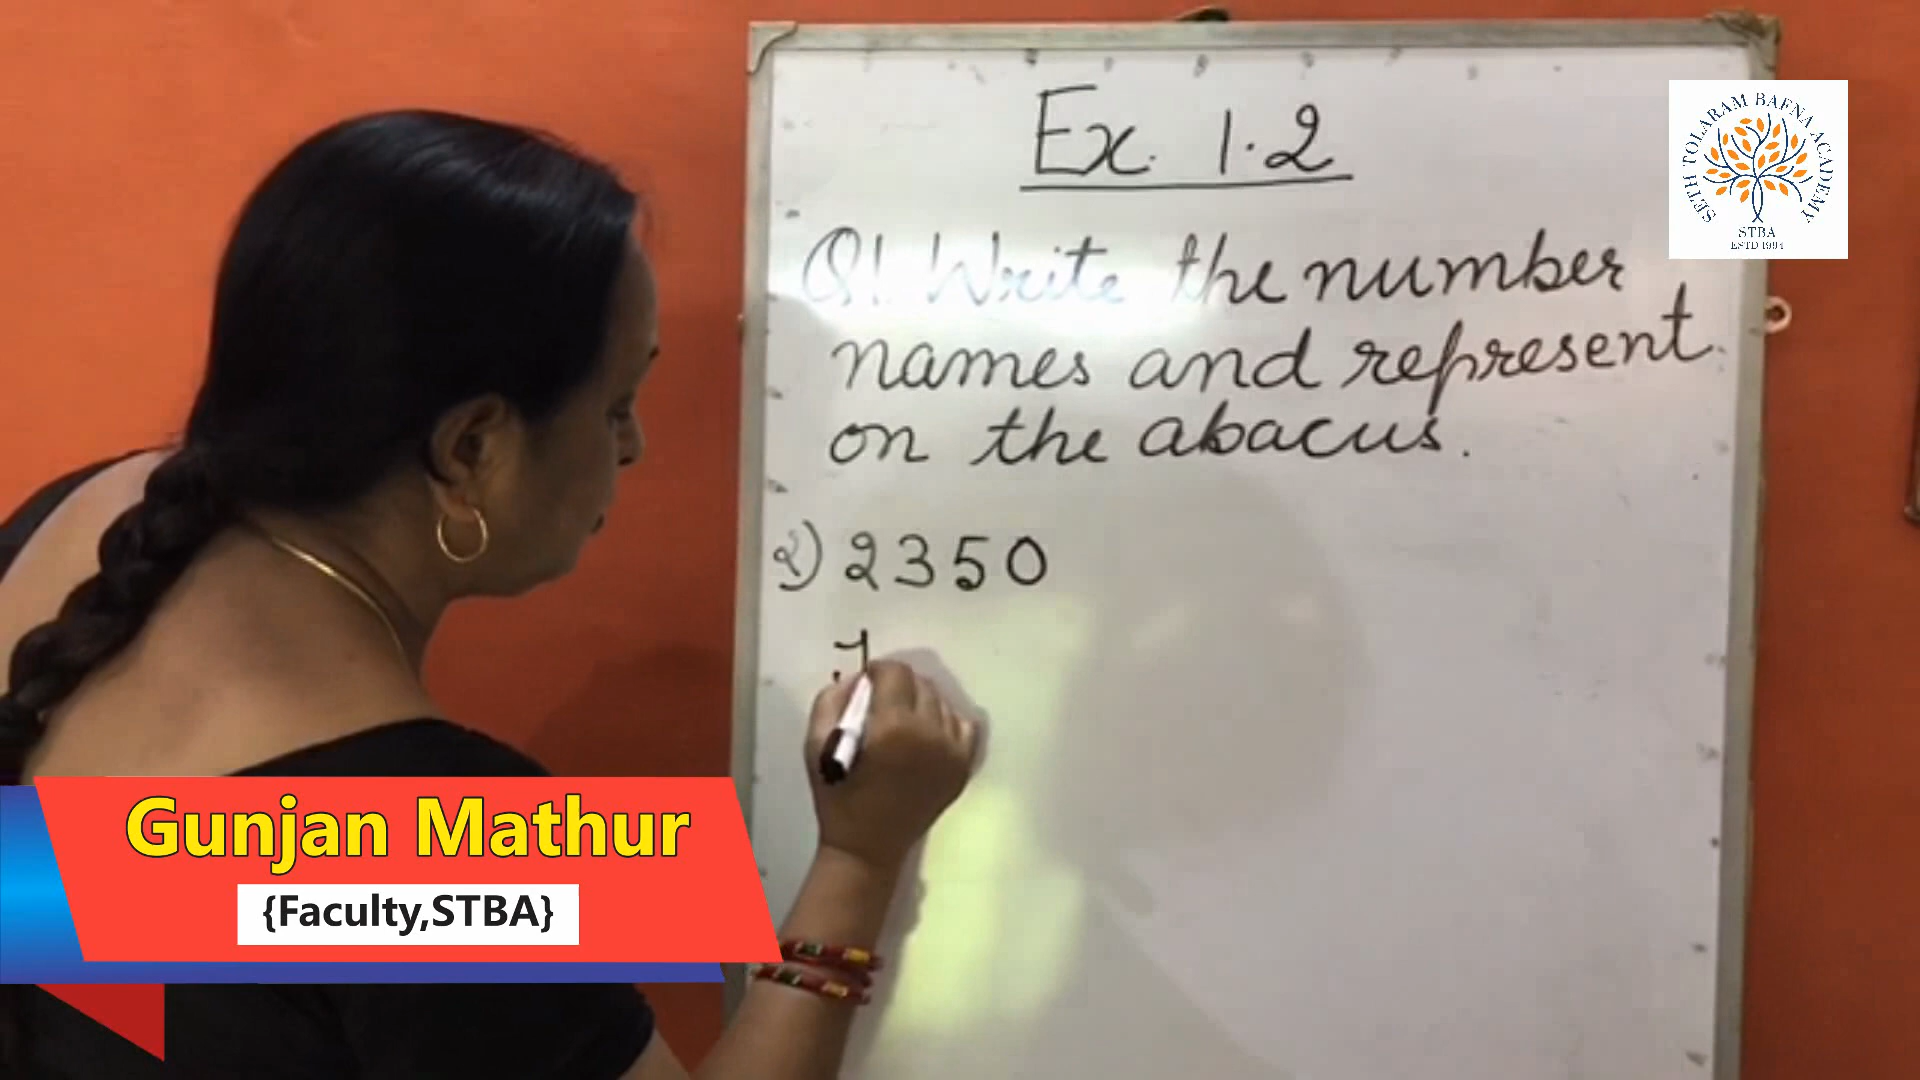 Ex. 1.2
Q1. Write the number
names and represent
on the abacus.
2350
SETH TOLARAM BAFNA ACADEMY
STBA
ESTD 1994
Gunjan Mathur
{Faculty,STBA}